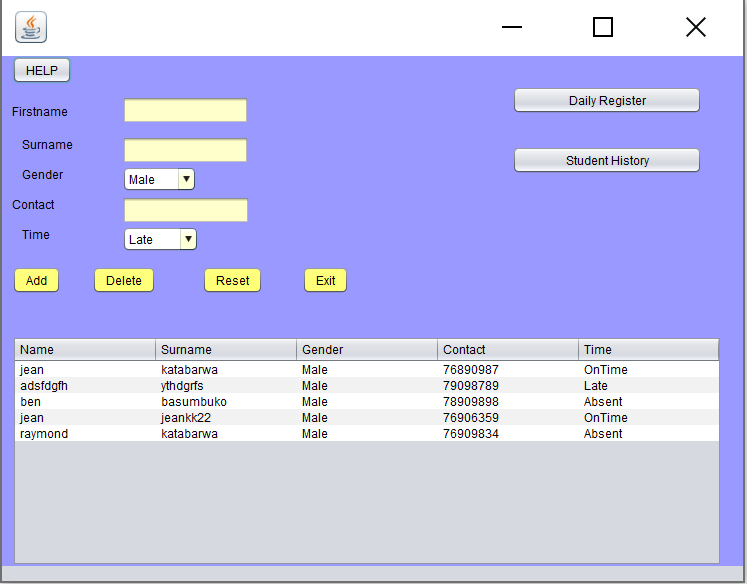 HELP
Firstname
Daily Register
Surname
Student History
Gender Male
Contact
Time Late
Add Delete Reset Exit
Name Surname Gender Contact Time
jean katabarwa Male 76890987 OnTime
adsfdgfh ythdgrfs Male 79098789 Late
ben basumbuko Male 78909898 Absent
jean jeankk22 Male 76906359 OnTime
raymond katabarwa Male 76909834 Absent